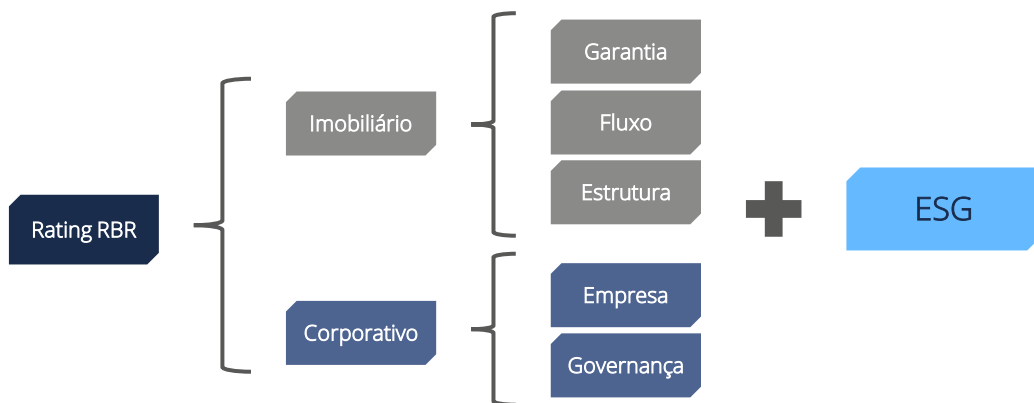 Rating RBR
Imobiliário
Garantia
Fluxo
Estrutura
Corporativo
Empresa
Governança
ESG